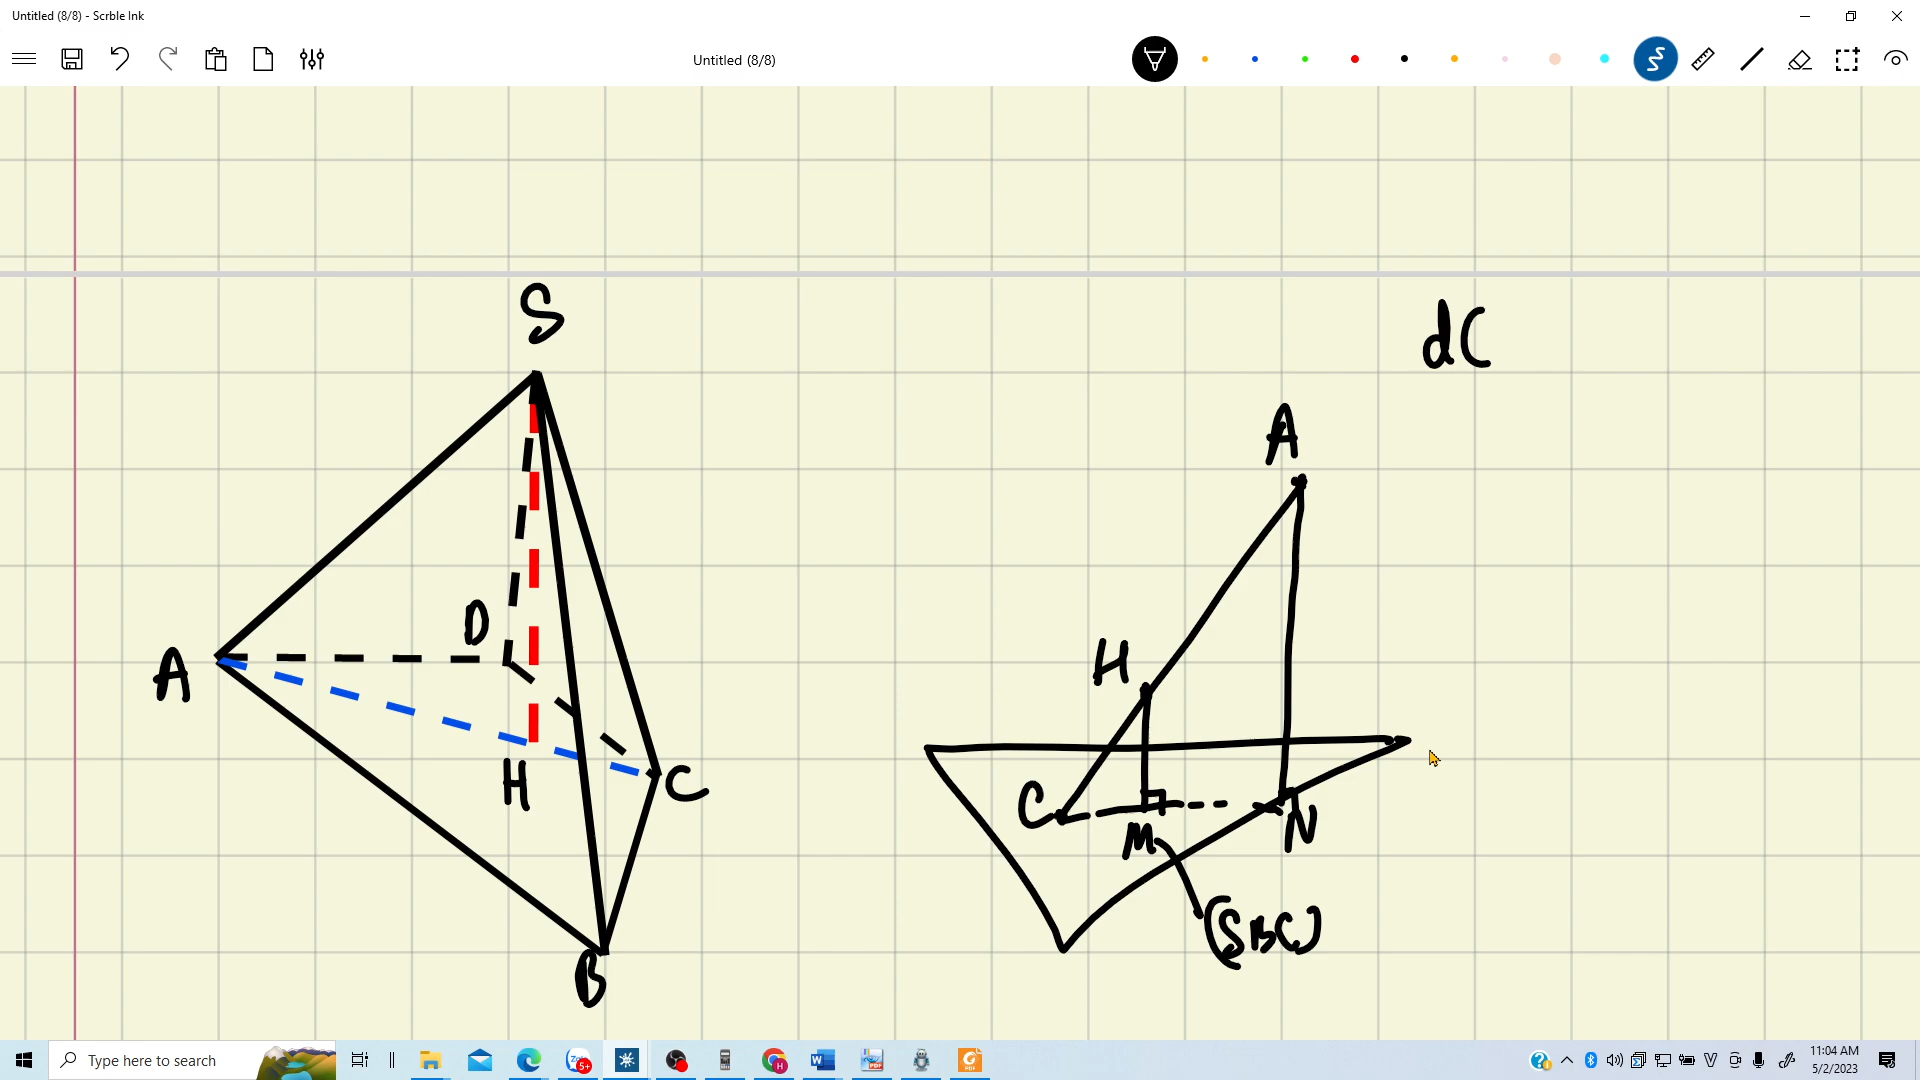 Untitled (8/8) - Scrble Ink
Untitled (8/8)
S
d(
A
D
H
A
H
C
C
M
N
(SBC)
B
Type here to search
5+
11:04 AM
5/2/2023